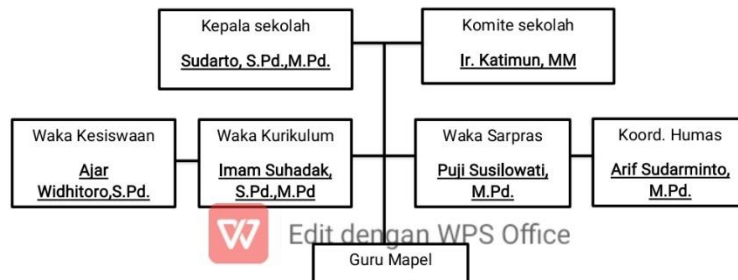 Kepala sekolah
Sudarto, S.Pd.,M.Pd.
Komite sekolah
Ir. Katimun, MM
Waka Kesiswaan
Ajar
Widhitoro,S.Pd.
Waka Kurikulum
Imam Suhadak,
S.Pd.,M.Pd
Waka Sarpras
Puji Susilowati,
M.Pd.
Koord. Humas
Arif Sudarminto,
M.Pd.
Edit dengan WPS Office
Guru Mapel